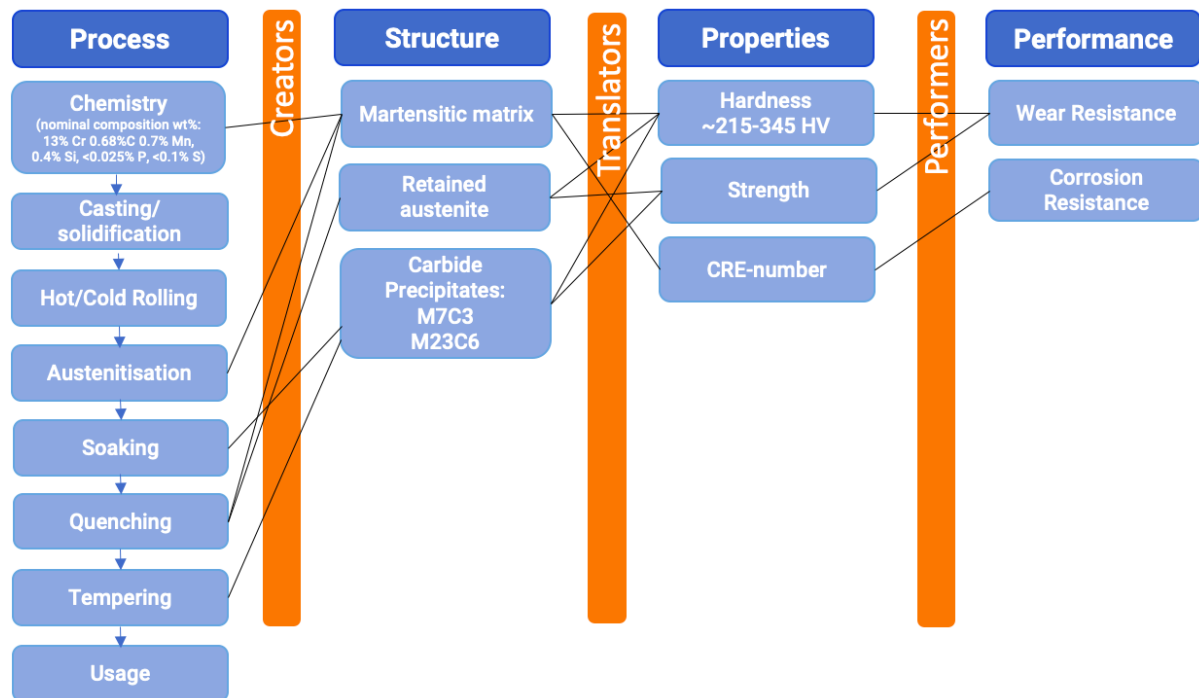 Process
Creators
Structure
Translators
Properties
Performers
Performance
Chemistry
(nominal composition wt%:
13% Cr 0.68%C 0.7% Mn,
0.4% Si, <0.025% P, <0.1% S)
Casting/
solidification
Hot/Cold Rolling
Austenitisation
Soaking
Quenching
Tempering
Usage
Martensitic matrix
Retained
austenite
Carbide
Precipitates:
M7C3
M23C6
Hardness
~215-345 HV
Strength
CRE-number
Wear Resistance
Corrosion
Resistance